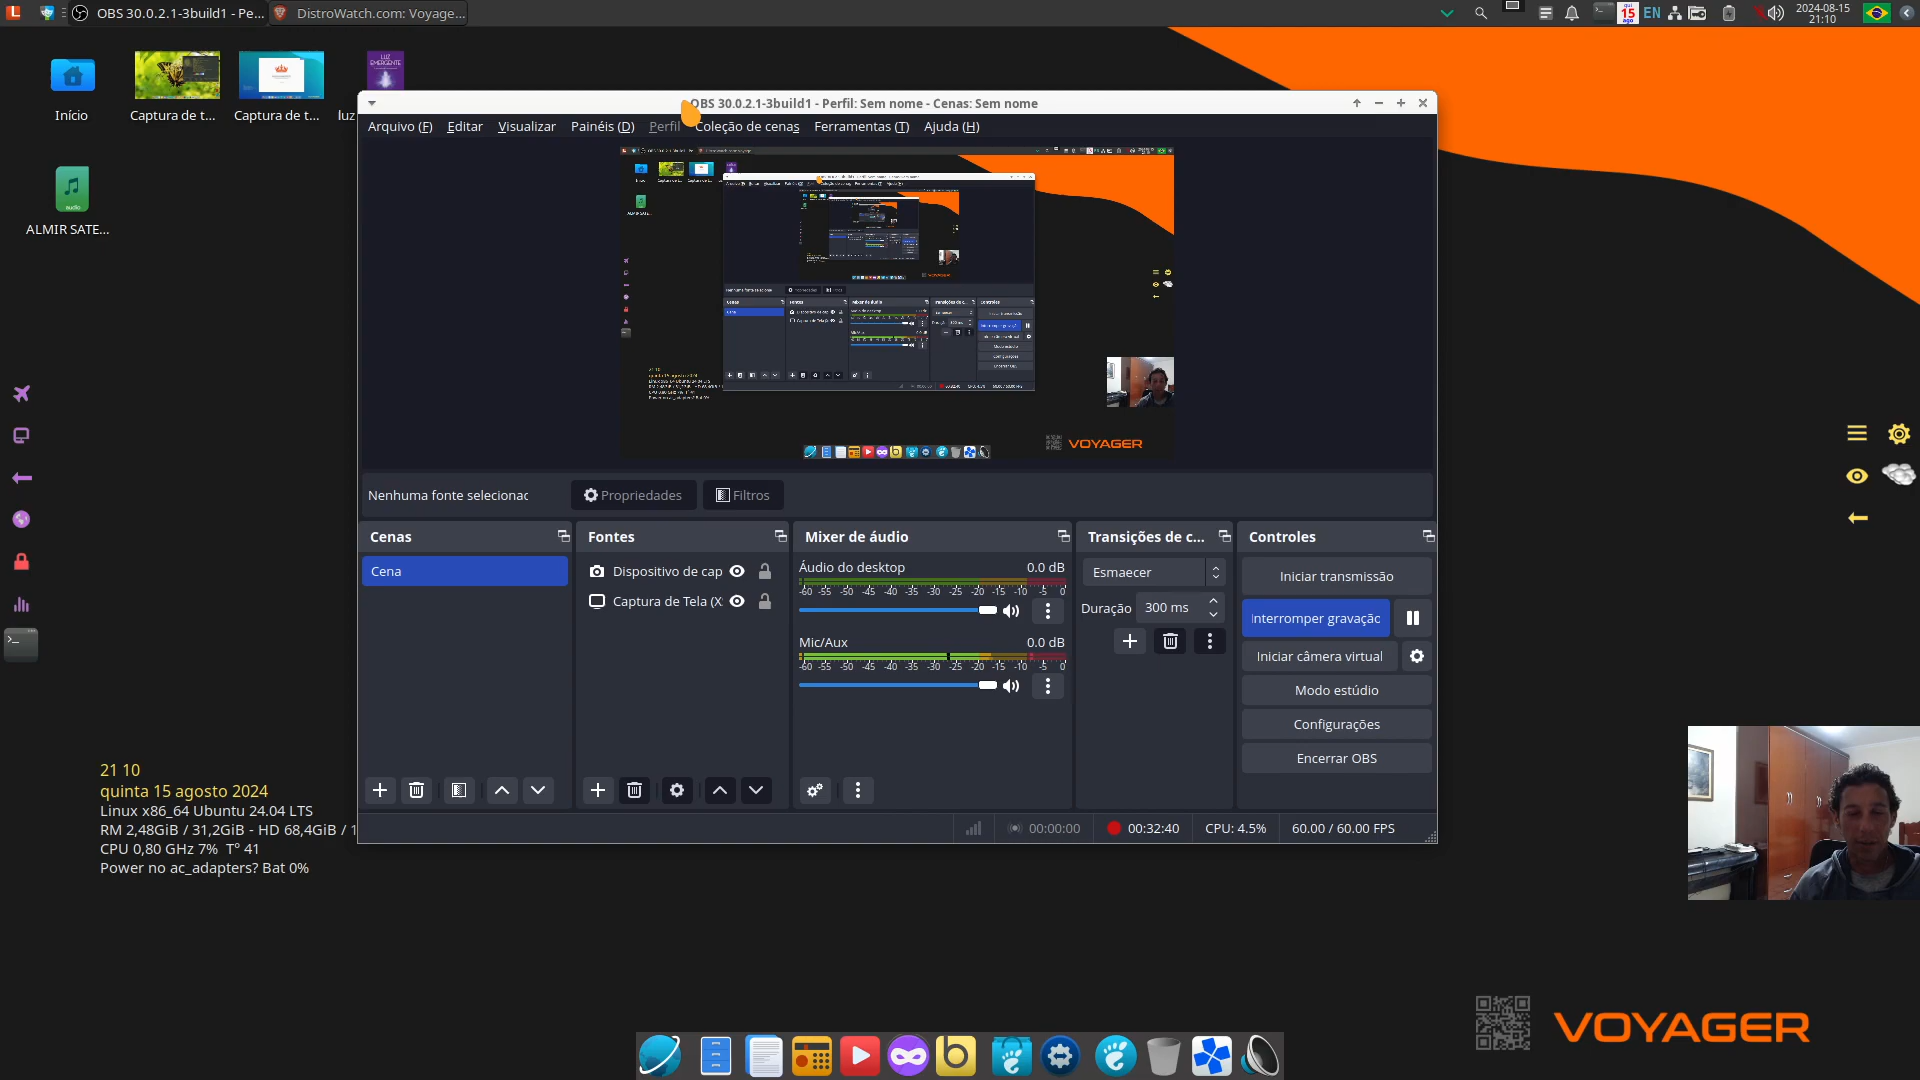 OBS 30.0.2.1-3build1 - Pe...
DistroWatch.com: Voyage...
qui 15 ago
EN
2024-08-15
21:10
Início
Captura de t...
Captura de t...
luz
LUZ EMERGENTE
audio
ALMIR SATE...
OBS 30.0.2.1-3build1 - Perfil: Sem nome - Cenas: Sem nome
Arquivo (F)
Editar
Visualizar
Painéis (D)
Perfil
Coleção de cenas
Ferramentas (T)
Ajuda (H)
VOYAGER
Nenhuma fonte selecionac
Propriedades
Filtros
Cenas
Fontes
Mixer de áudio
Transições de c...
Controles
Cena
Dispositivo de cap
Captura de Tela (X
Áudio do desktop
0.0 dB
-60 -55 -50 -45 -40 -35 -30 -25 -20 -15 -10 -5 0
Mic/Aux
0.0 dB
-60 -55 -50 -45 -40 -35 -30 -25 -20 -15 -10 -5 0
Esmaecer
Duração
300 ms
Iniciar transmissão
Interromper gravação
Iniciar câmera virtual
Modo estúdio
Configurações
Encerrar OBS
00:00:00
00:32:40
CPU: 4.5%
60.00 / 60.00 FPS
21 10
quinta 15 agosto 2024
Linux x86_64 Ubuntu 24.04 LTS
RM 2,48GiB / 31,2GiB - HD 68,4GiB / 1
CPU 0,80 GHz 7% Tº 41
Power no ac_adapters? Bat 0%
VOYAGER